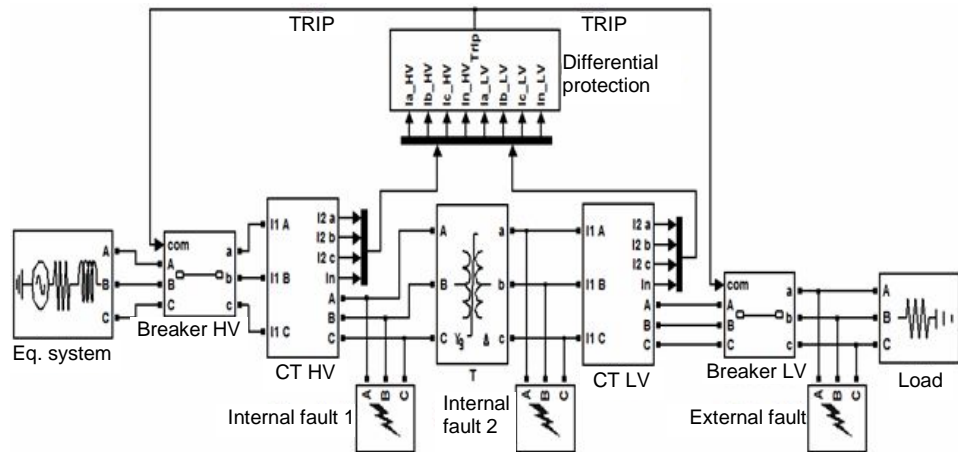 TRIP
TRIP
Trip
Ia_HV
Ib_HV
Ic_HV
In_HV
Ia_LV
Ib_LV
Ic_LV
In_LV
Differential
protection
A
B
C
Eq. system
com
A
B
C
a
b
c
Breaker HV
I1 A
I1 B
I1 C
I2 a
I2 b
I2 c
In
A
B
C
CT HV
A
B
C
Internal fault 1
A
B
C
Yg
Δ
a
b
c
T
A
B
C
Internal
fault 2
I1 A
I1 B
I1 C
I2 a
I2 b
I2 c
In
A
B
C
CT LV
com
A
B
C
a
b
c
Breaker LV
A
B
C
External fault
A
B
C
Load